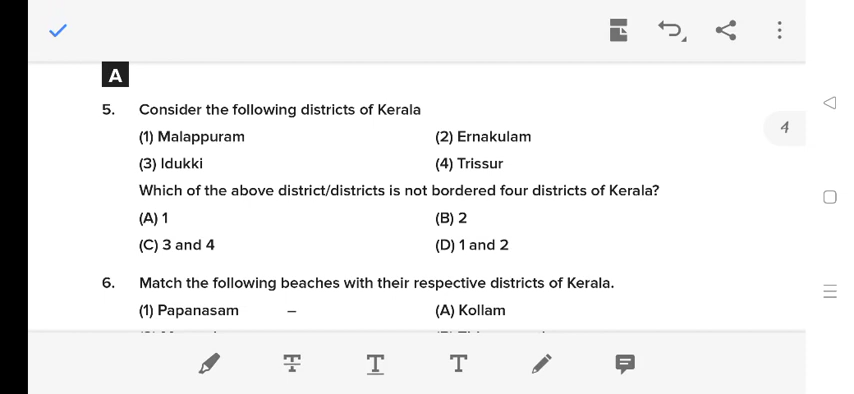 A
5. Consider the following districts of Kerala
(1) Malappuram (2) Ernakulam
(3) Idukki (4) Trissur
4
Which of the above district/districts is not bordered four districts of Kerala?
(A) 1 (B) 2
(C) 3 and 4 (D) 1 and 2
6. Match the following beaches with their respective districts of Kerala.
(1) Papanasam – (A) Kollam